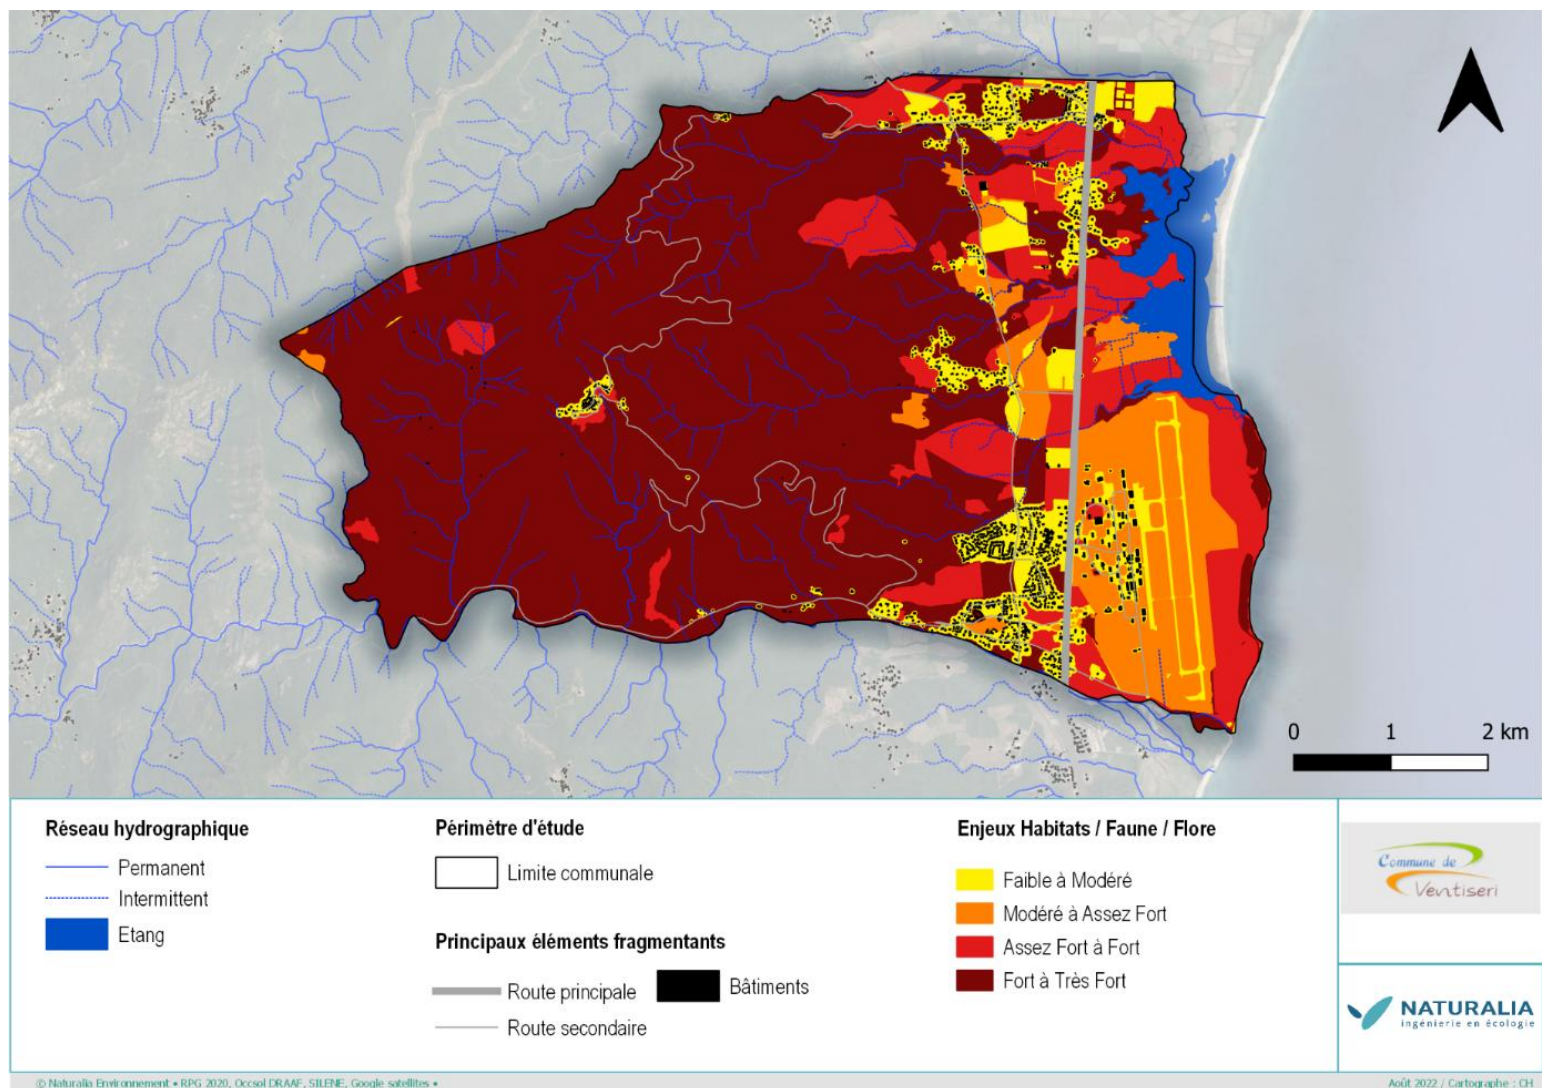 0 1 2 km
Réseau hydrographique
Permanent
Intermittent
Etang
Périmètre d'étude
Limite communale
Principaux éléments fragmentants
Route principale
Bâtiments
Route secondaire
Enjeux Habitats / Faune / Flore
Faible à Modéré
Modéré à Assez Fort
Assez Fort à Fort
Fort à Très Fort
Commune de
Ventiseri
NATURALIA
ingénierie en écologie
© Naturalia Environnement • RPG 2020, Occsol DRAAF, SILENE, Google satellites •
Août 2022 / Cartographe : CH